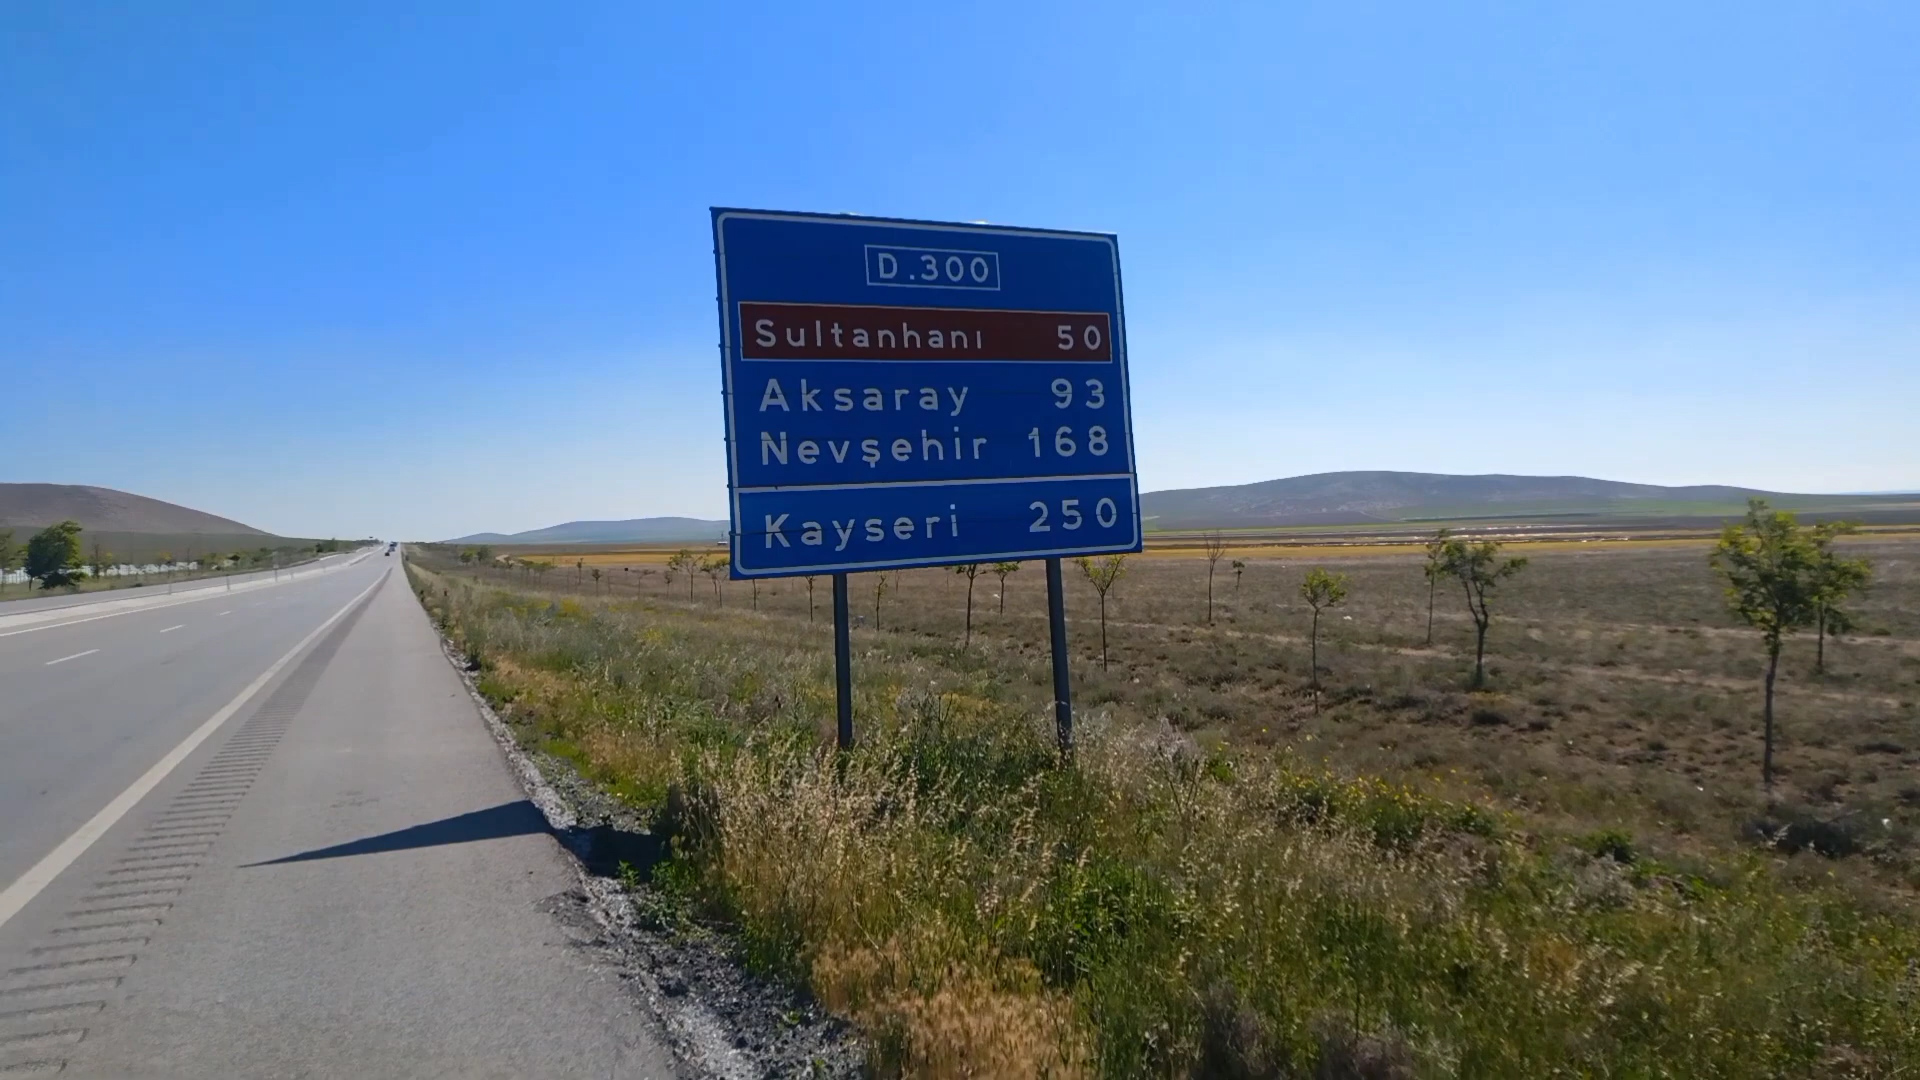 D.300
Sultanhanı 50
Aksaray 93
Nevşehir 168
Kayseri 250